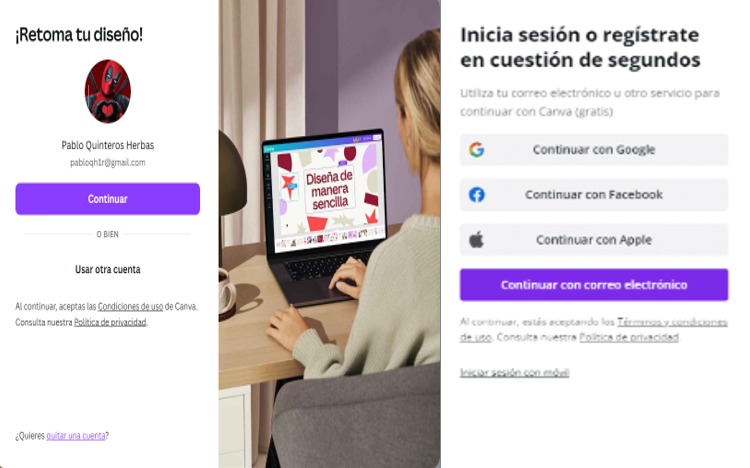 ¡Retoma tu diseño!
Pablo Quinteros Herbas
pabloqh1r@gmail.com
Continuar
O BIEN
Usar otra cuenta
Al continuar, aceptas las Condiciones de uso de Canva.
Consulta nuestra Política de privacidad.
¿Quieres quitar una cuenta?
Diseña de
manera
sencilla
Inicia sesión o regístrate
en cuestión de segundos
Utiliza tu correo electrónico u otro servicio para
continuar con Canva (gratis)
Continuar con Google
Continuar con Facebook
Continuar con Apple
Continuar con correo electrónico
Al continuar, estás aceptando los Términos y condiciones
de uso. Consulta nuestra Política de privacidad.
Iniciar sesión con móvil